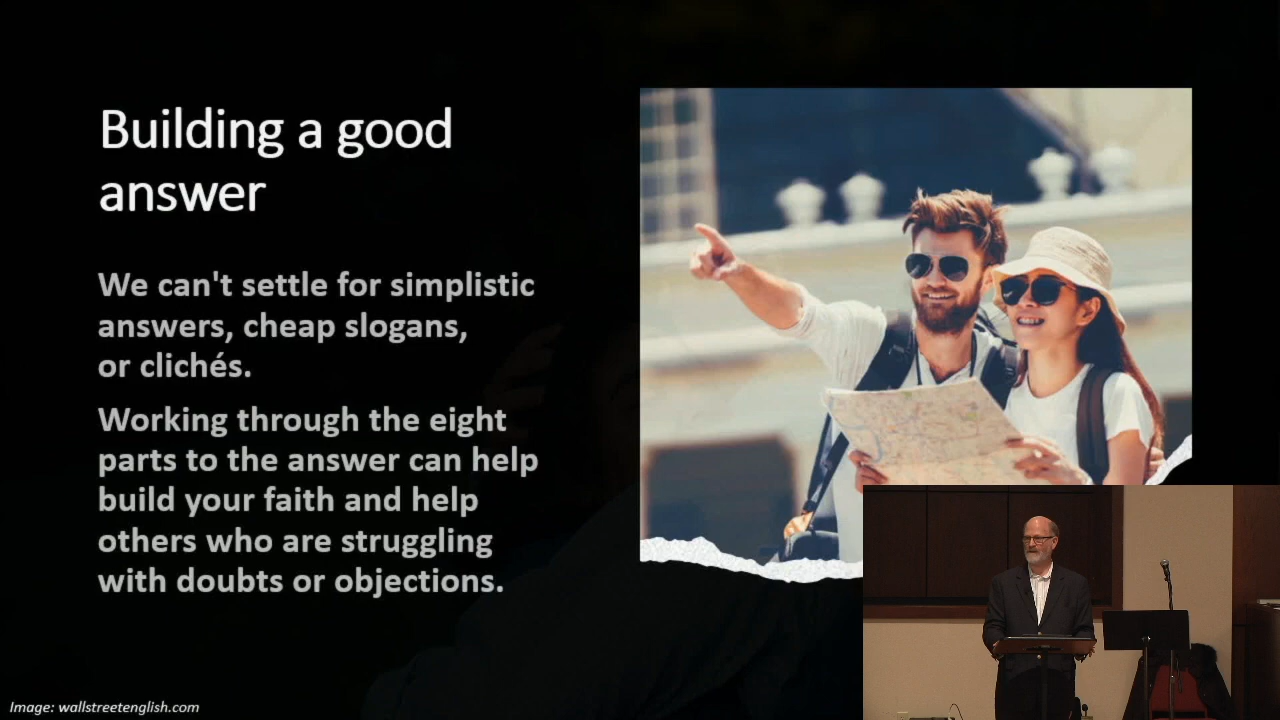 Building a good
answer
We can't settle for simplistic
answers, cheap slogans,
or clichés.
Working through the eight
parts to the answer can help
build your faith and help
others who are struggling
with doubts or objections.
Image: wallstreetenglish.com